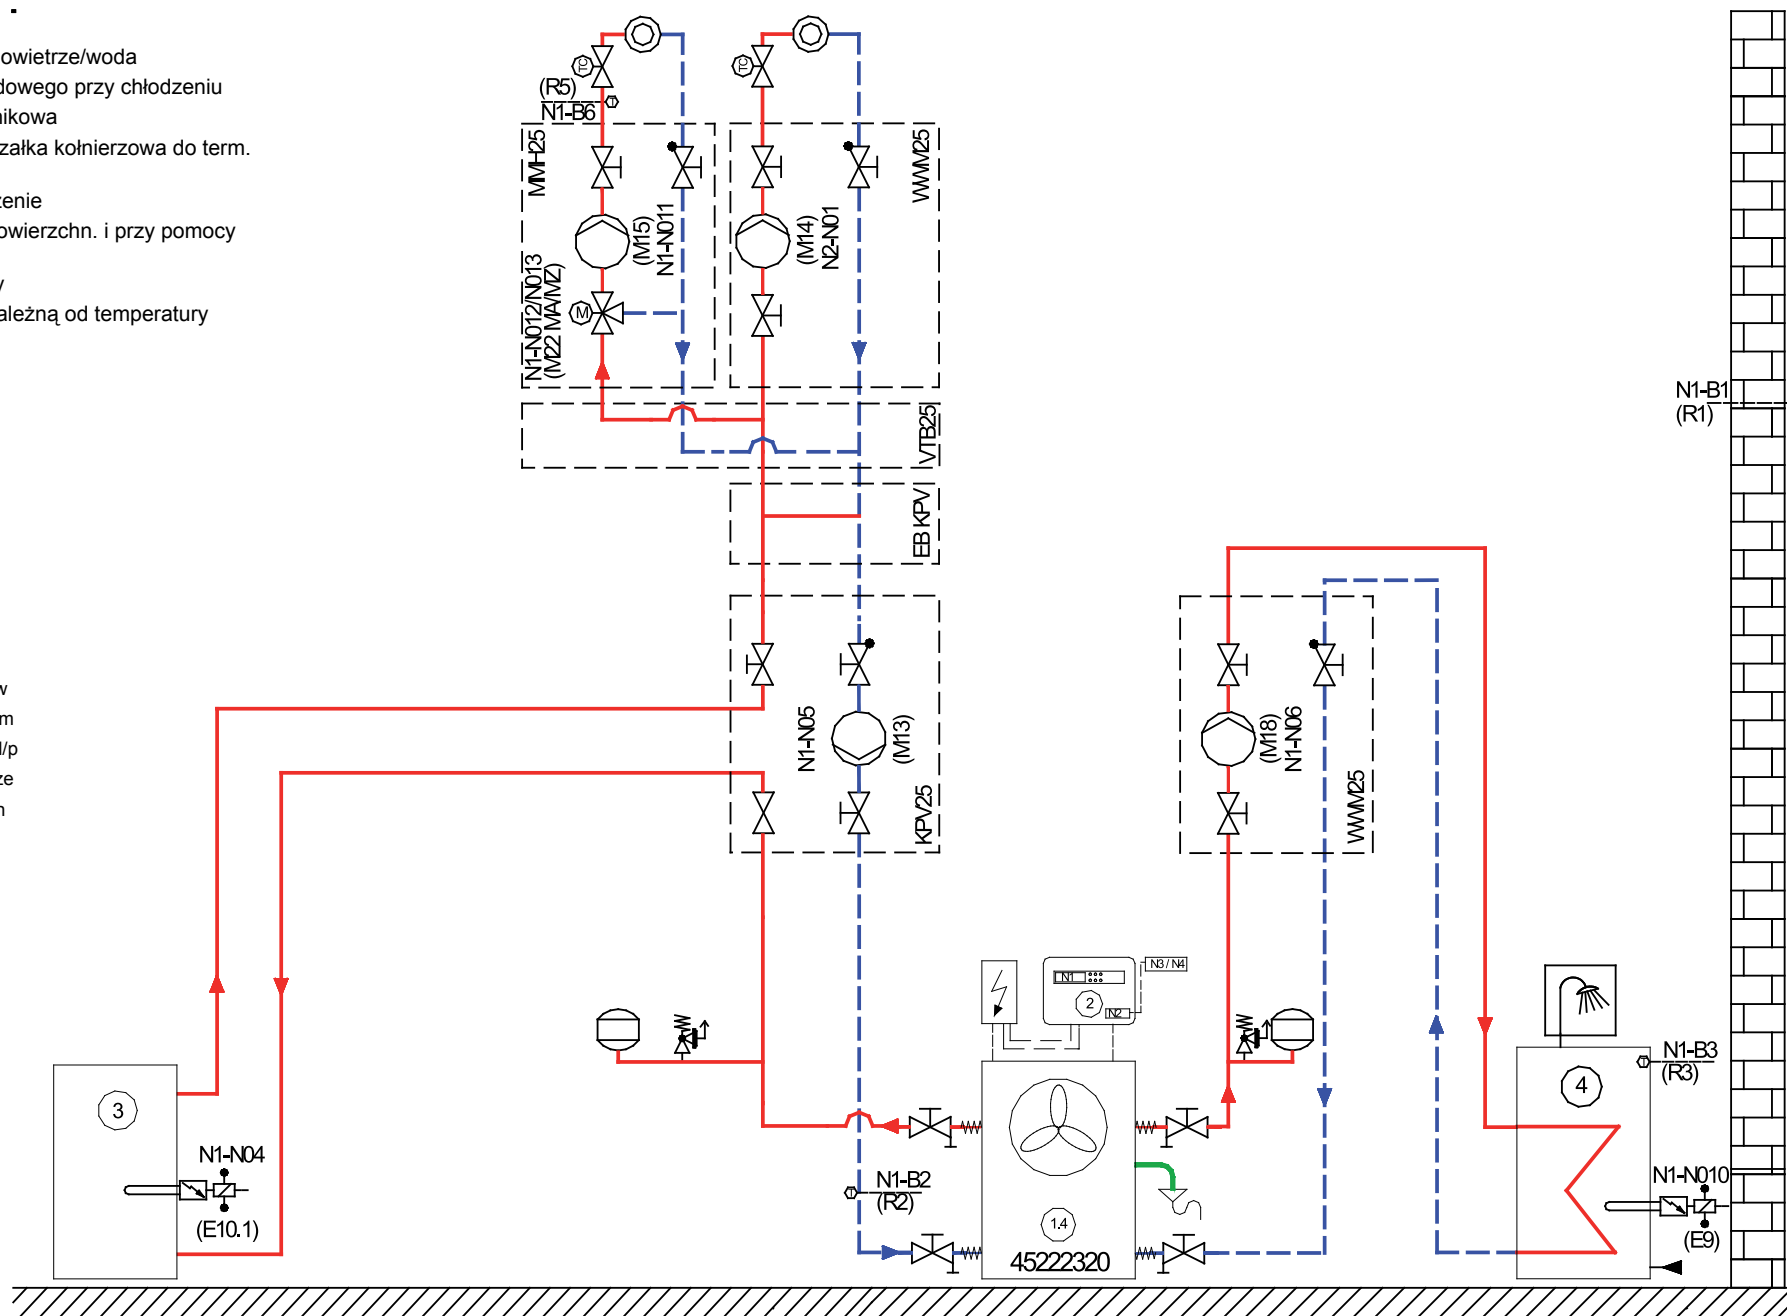 owietrze/woda
dowego przy chłodzeniu
nikowa
załka kołnierzowa do term.
zenie
owierzchn. i przy pomocy
y
ależną od temperatury
w
m
l/p
ze
n
TC
TC
(R5)
N1-B6
MMH25
WWM25
(M15)
N1-N011
(M14)
N2-N01
N1-N012/N013
(M22 MA/MZ)
M
VTB25
EB KPV
N1-B1
(R1)
N1-N05
(M13)
KPV25
(M18)
N1-N06
WWM25
N1
2
N2
N3 / N4
3
N1-N04
(E10.1)
N1-B2
(R2)
1.4
45222320
4
N1-B3
(R3)
N1-N010
(E9)